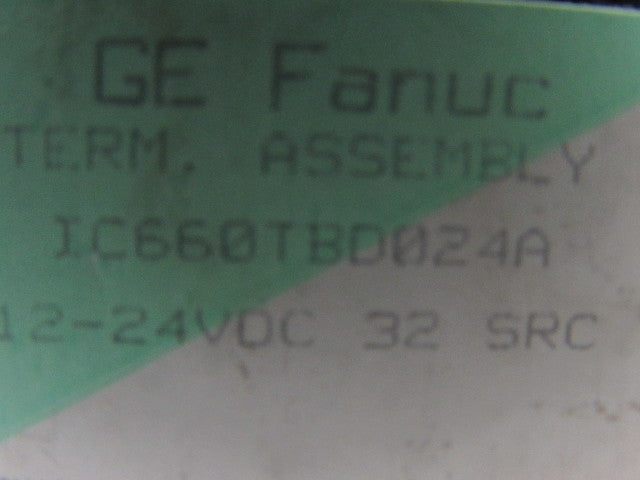 GE Fanuc
TERM. ASSEMBLY
IC660TBD024A
12-24VDC 32 SRC